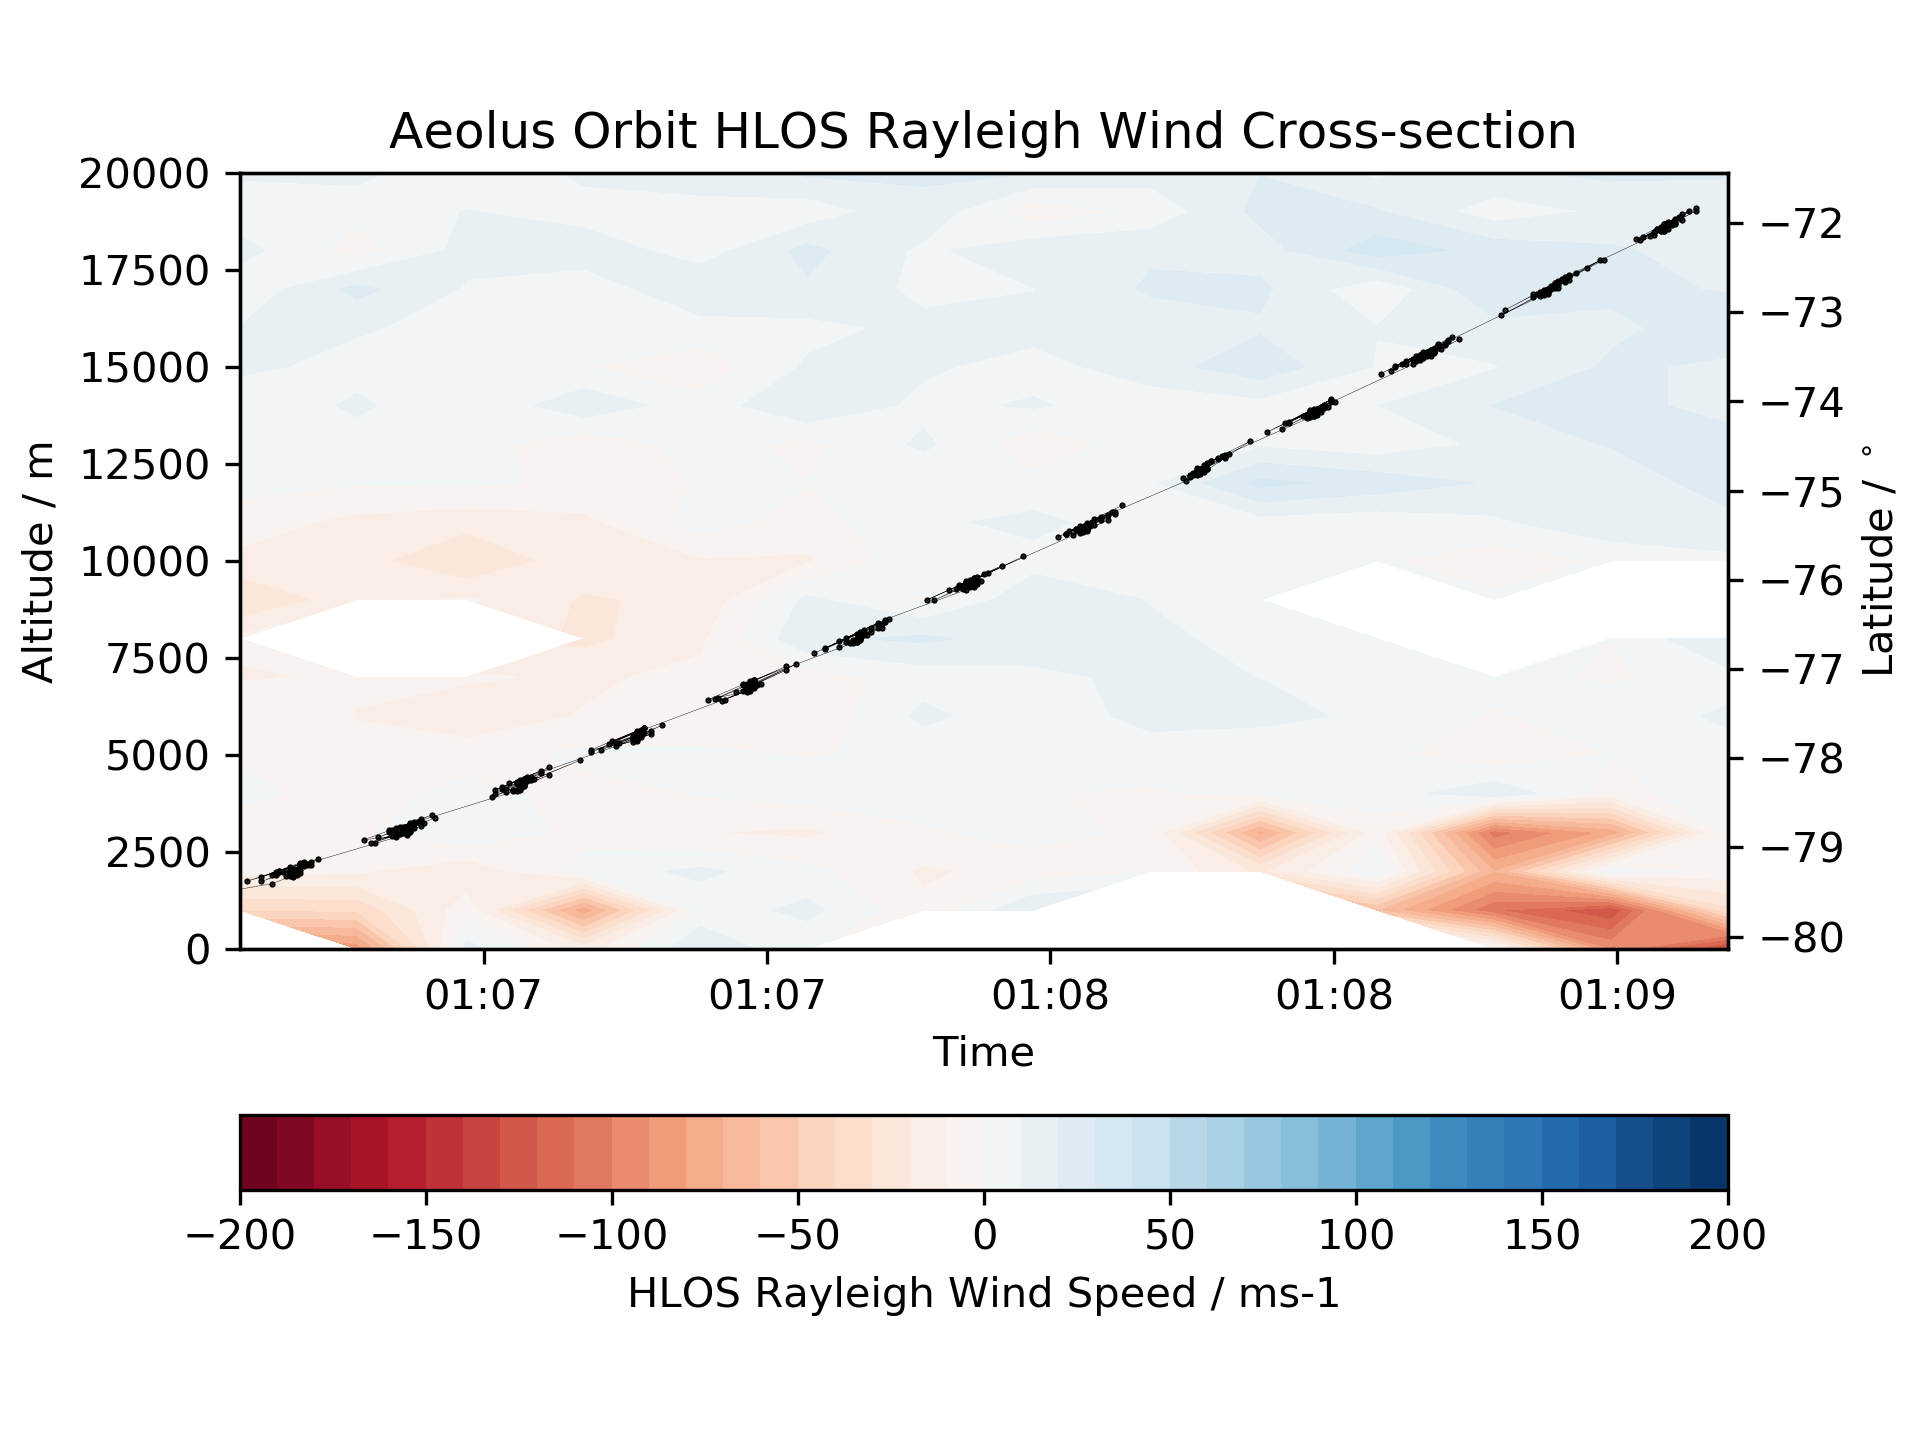 Aeolus Orbit HLOS Rayleigh Wind Cross-section
20000
17500
15000
12500
10000
7500
5000
2500
0
Altitude / m
−72
−73
−74
−75
−76
−77
−78
−79
−80
Latitude / °
01:07 01:07 01:08 01:08 01:09
Time
−200 −150 −100 −50 0 50 100 150 200
HLOS Rayleigh Wind Speed / ms-1